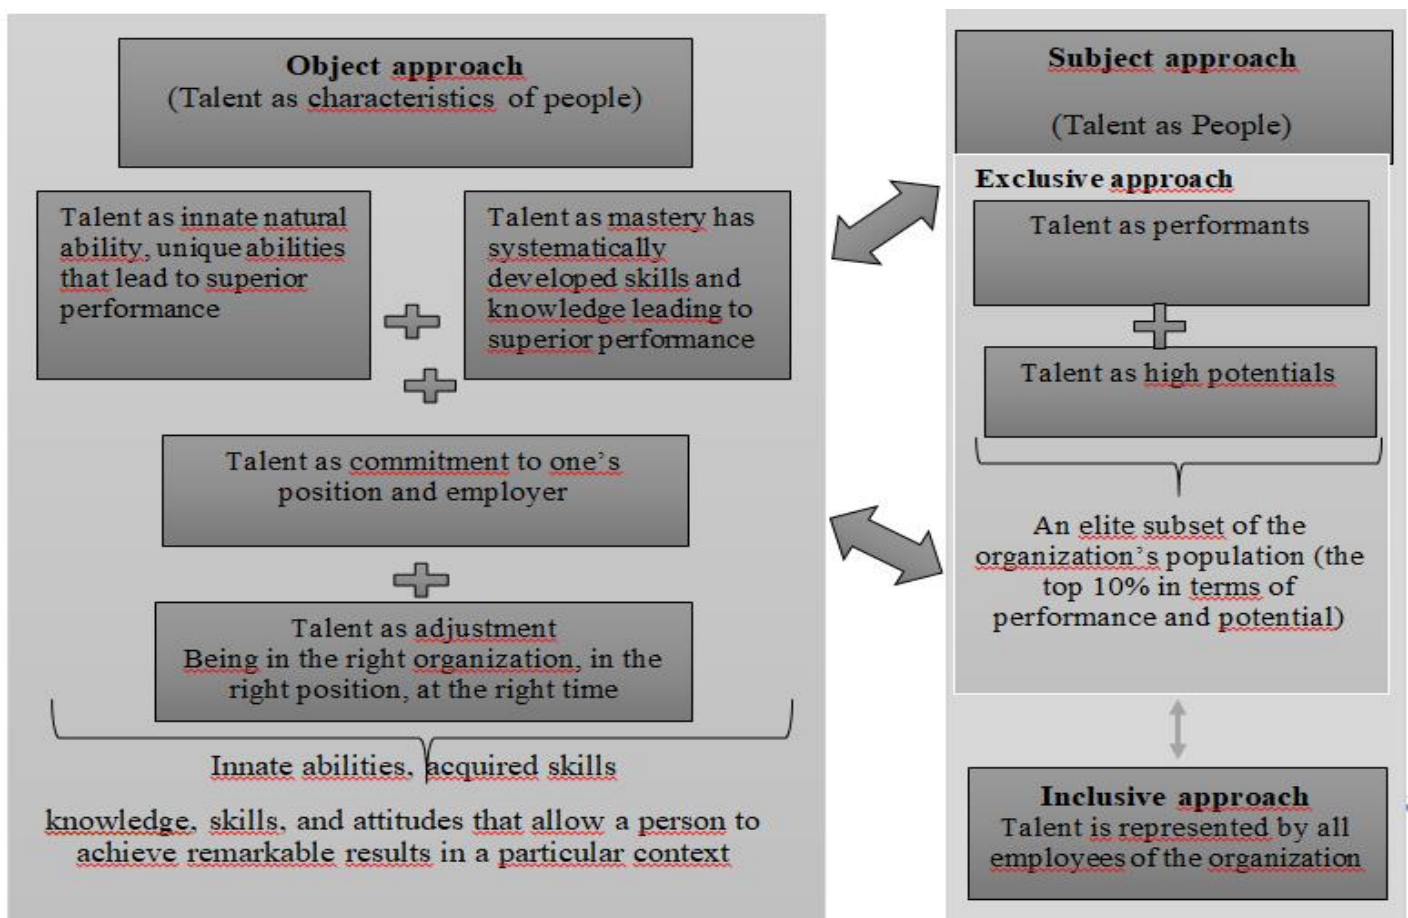 Object approach
(Talent as characteristics of people)
Talent as innate natural
ability, unique abilities
that lead to superior
performance
Talent as mastery has
systematically
developed skills and
knowledge leading to
superior performance
Talent as commitment to one's
position and employer
Talent as adjustment
Being in the right organization, in the
right position, at the right time
Innate abilities, acquired skills
knowledge, skills, and attitudes that allow a person to
achieve remarkable results in a particular context
Subject approach
(Talent as People)
Exclusive approach
Talent as performants
Talent as high potentials
An elite subset of the
organization's population (the
top 10% in terms of
performance and potential)
Inclusive approach
Talent is represented by all
employees of the organization